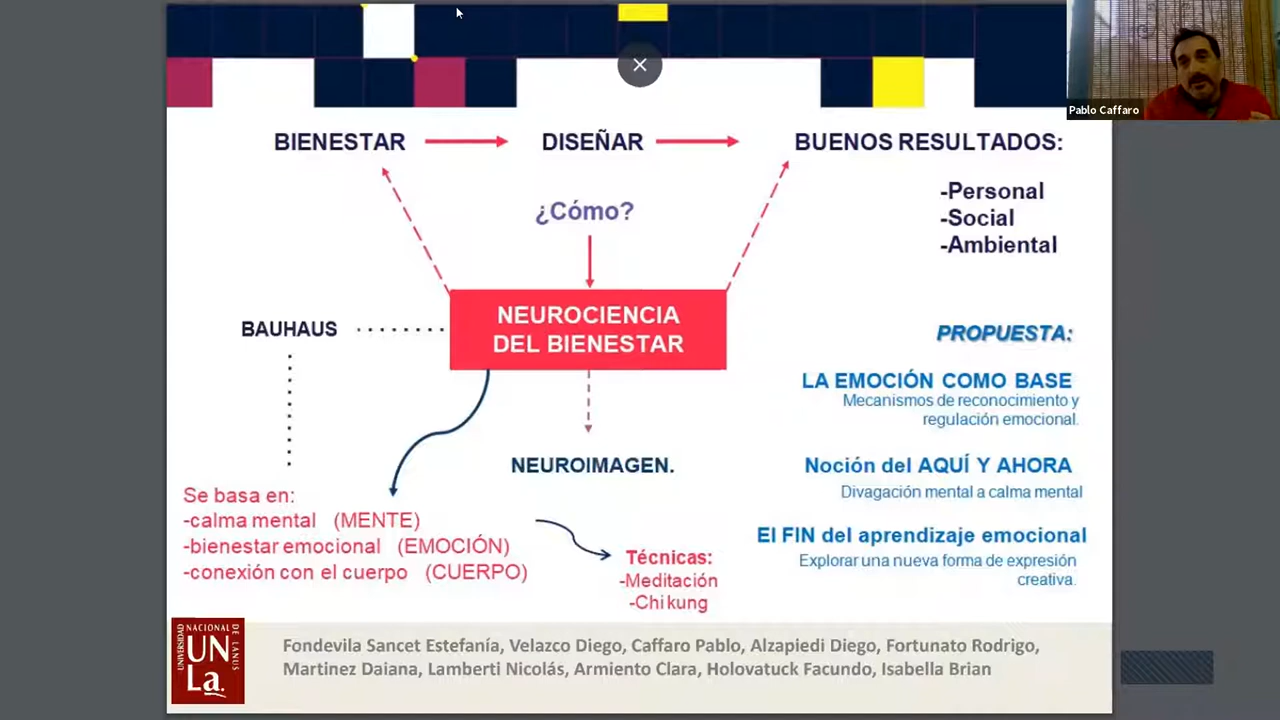 Pablo Caffaro
BIENESTAR
DISEÑAR
BUENOS RESULTADOS:
-Personal
-Social
-Ambiental
¿Cómo?
NEUROCIENCIA
DEL BIENESTAR
BAUHAUS
NEUROIMAGEN.
Se basa en:
-calma mental (MENTE)
-bienestar emocional (EMOCIÓN)
-conexión con el cuerpo (CUERPO)
Técnicas:
-Meditación
-Chi kung
PROPUESTA:
LA EMOCIÓN COMO BASE
Mecanismos de reconocimiento y
regulación emocional.
Noción del AQUÍ Y AHORA
Divagación mental a calma mental
El FIN del aprendizaje emocional
Explorar una nueva forma de expresión
creativa.
UNIVERSIDAD
NACIONAL
DE LANUS
UN
La.
Fondevila Sancet Estefanía, Velazco Diego, Caffaro Pablo, Alzapiedi Diego, Fortunato Rodrigo,
Martinez Daiana, Lamberti Nicolás, Armiento Clara, Holovatuck Facundo, Isabella Brian